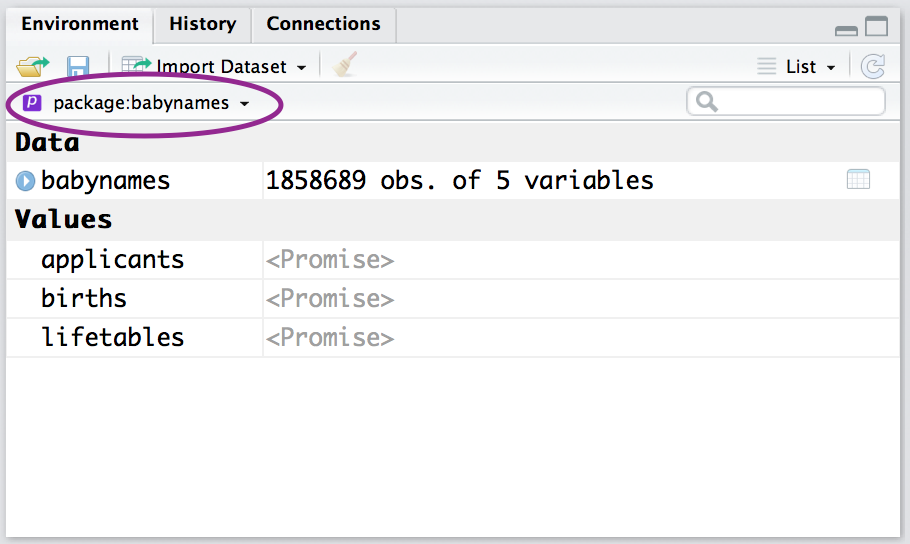 Environment History Connections
Import Dataset List
P package:babynames
Data
babynames 1858689 obs. of 5 variables
Values
applicants <Promise>
births <Promise>
lifetables <Promise>